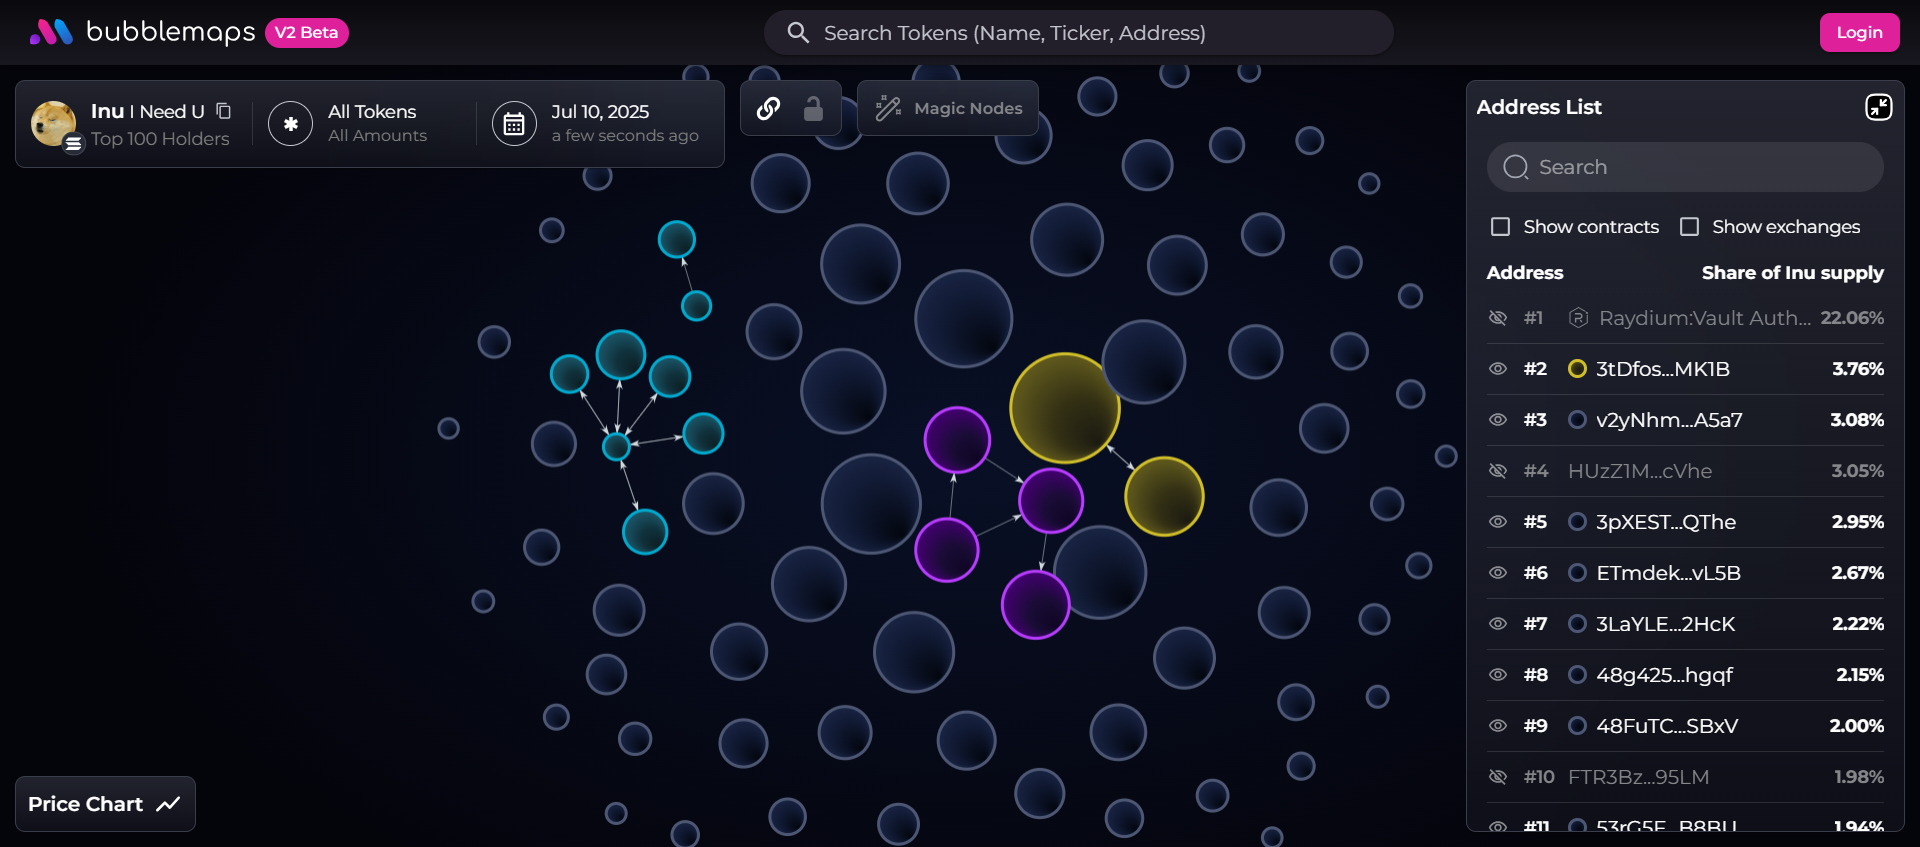 bubblemaps V2 Beta
Search Tokens (Name, Ticker, Address)
Login
Inu I Need U
Top 100 Holders
All Tokens
All Amounts
Jul 10, 2025
a few seconds ago
Magic Nodes
Address List
Search
Show contracts Show exchanges
Address Share of Inu supply
#1 Raydium:Vault Auth... 22.06%
#2 3tDfos...MK1B 3.76%
#3 v2yNhm...A5a7 3.08%
#4 HUzZ1M...cVhe 3.05%
#5 3pXEST...QThe 2.95%
#6 ETmdek...vL5B 2.67%
#7 3LaYLE...2HcK 2.22%
#8 48g425...hgqf 2.15%
#9 48FuTC...SBxV 2.00%
#10 FTR3Bz...95LM 1.98%
#11 1.94%
Price Chart